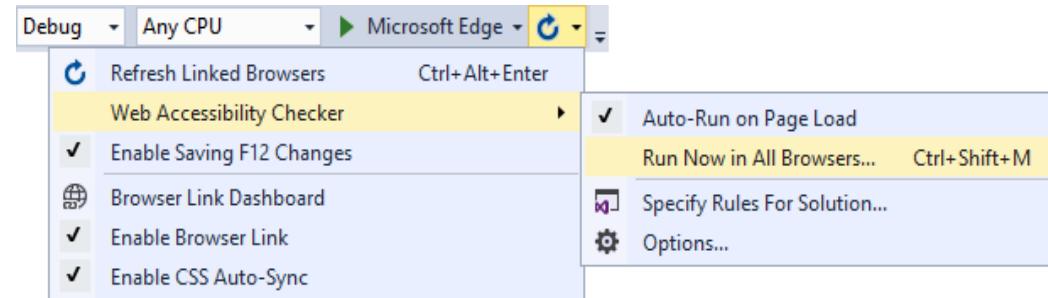 Debug Any CPU Microsoft Edge
Refresh Linked Browsers Ctrl+Alt+Enter
Web Accessibility Checker
Enable Saving F12 Changes
Browser Link Dashboard
Enable Browser Link
Enable CSS Auto-Sync
Auto-Run on Page Load
Run Now in All Browsers... Ctrl+Shift+M
Specify Rules For Solution...
Options...